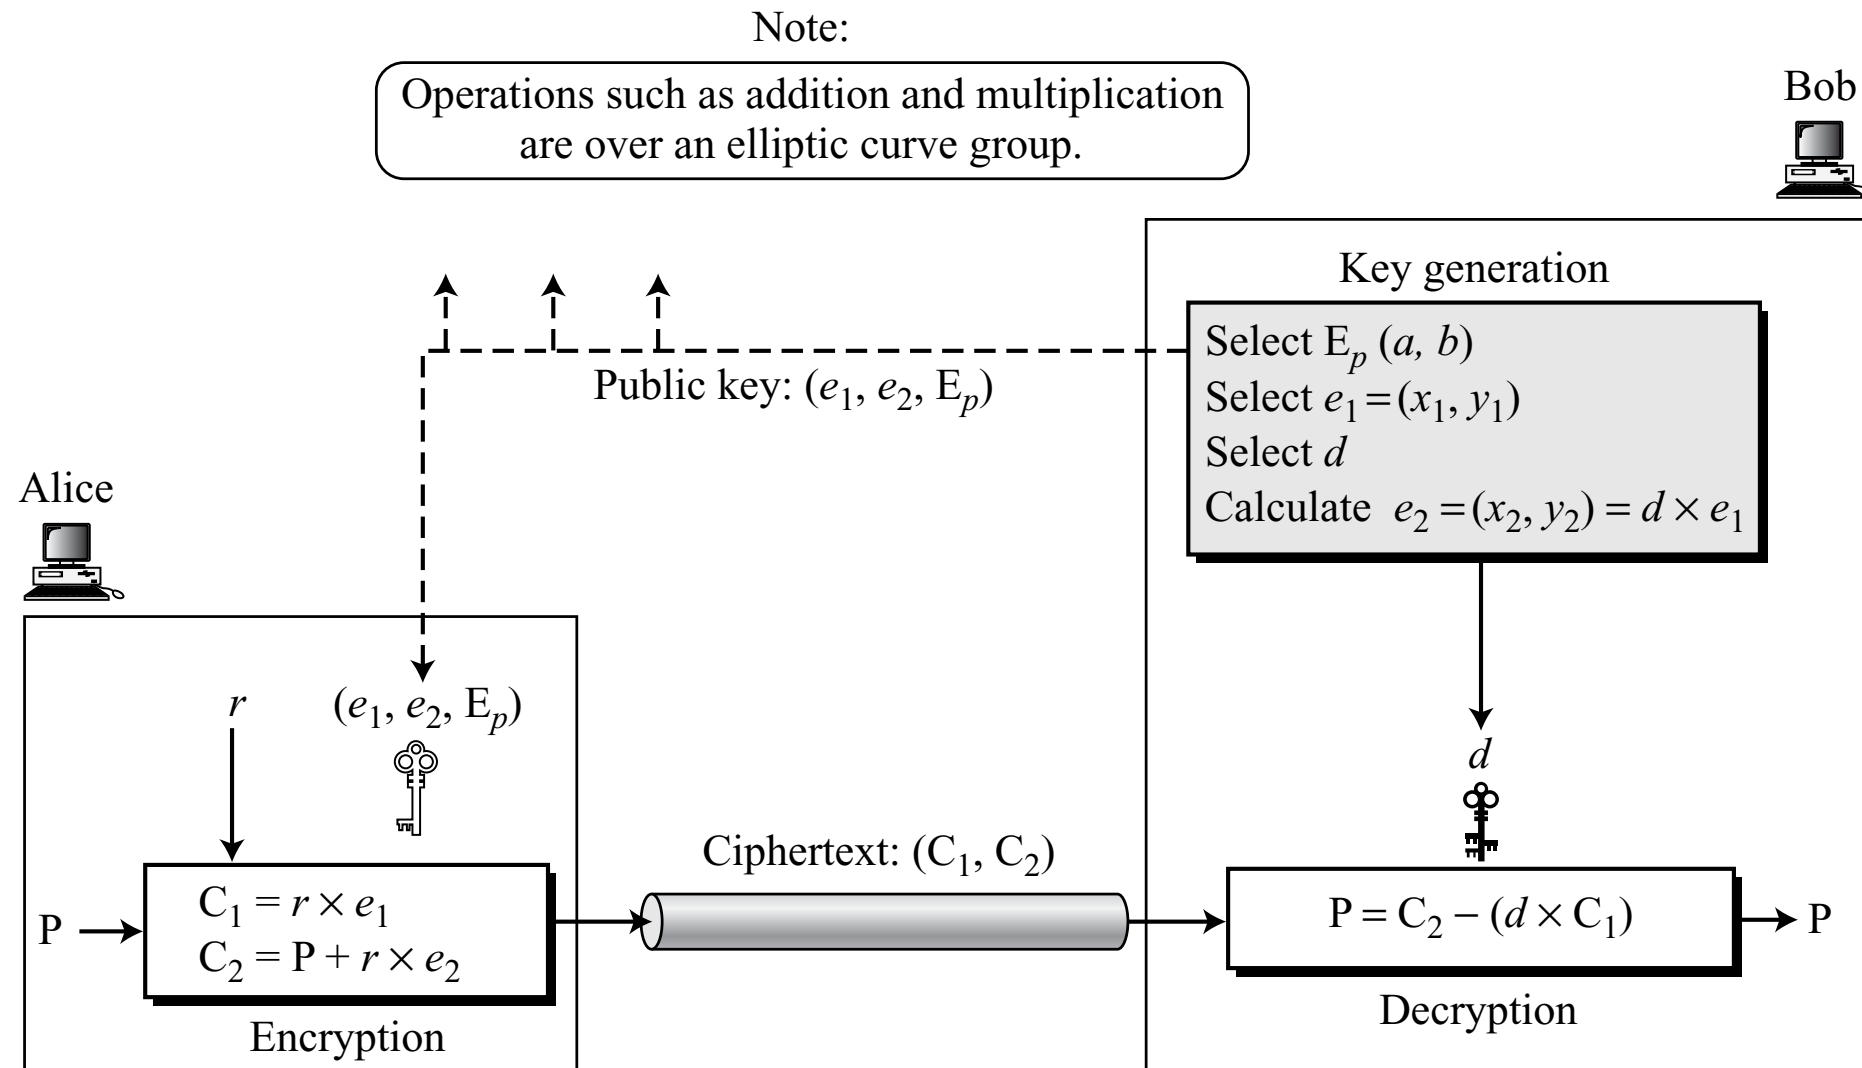 Note:
Operations such as addition and multiplication
are over an elliptic curve group.
Bob
Key generation
Select Eₚ (a, b)
Select e₁ = (x₁, y₁)
Select d
Calculate e₂ = (x₂, y₂) = d × e₁
Public key: (e₁, e₂, Eₚ)
Alice
r
(e₁, e₂, Eₚ)
d
P
C₁ = r × e₁
C₂ = P + r × e₂
Encryption
Ciphertext: (C₁, C₂)
P = C₂ − (d × C₁)
P
Decryption